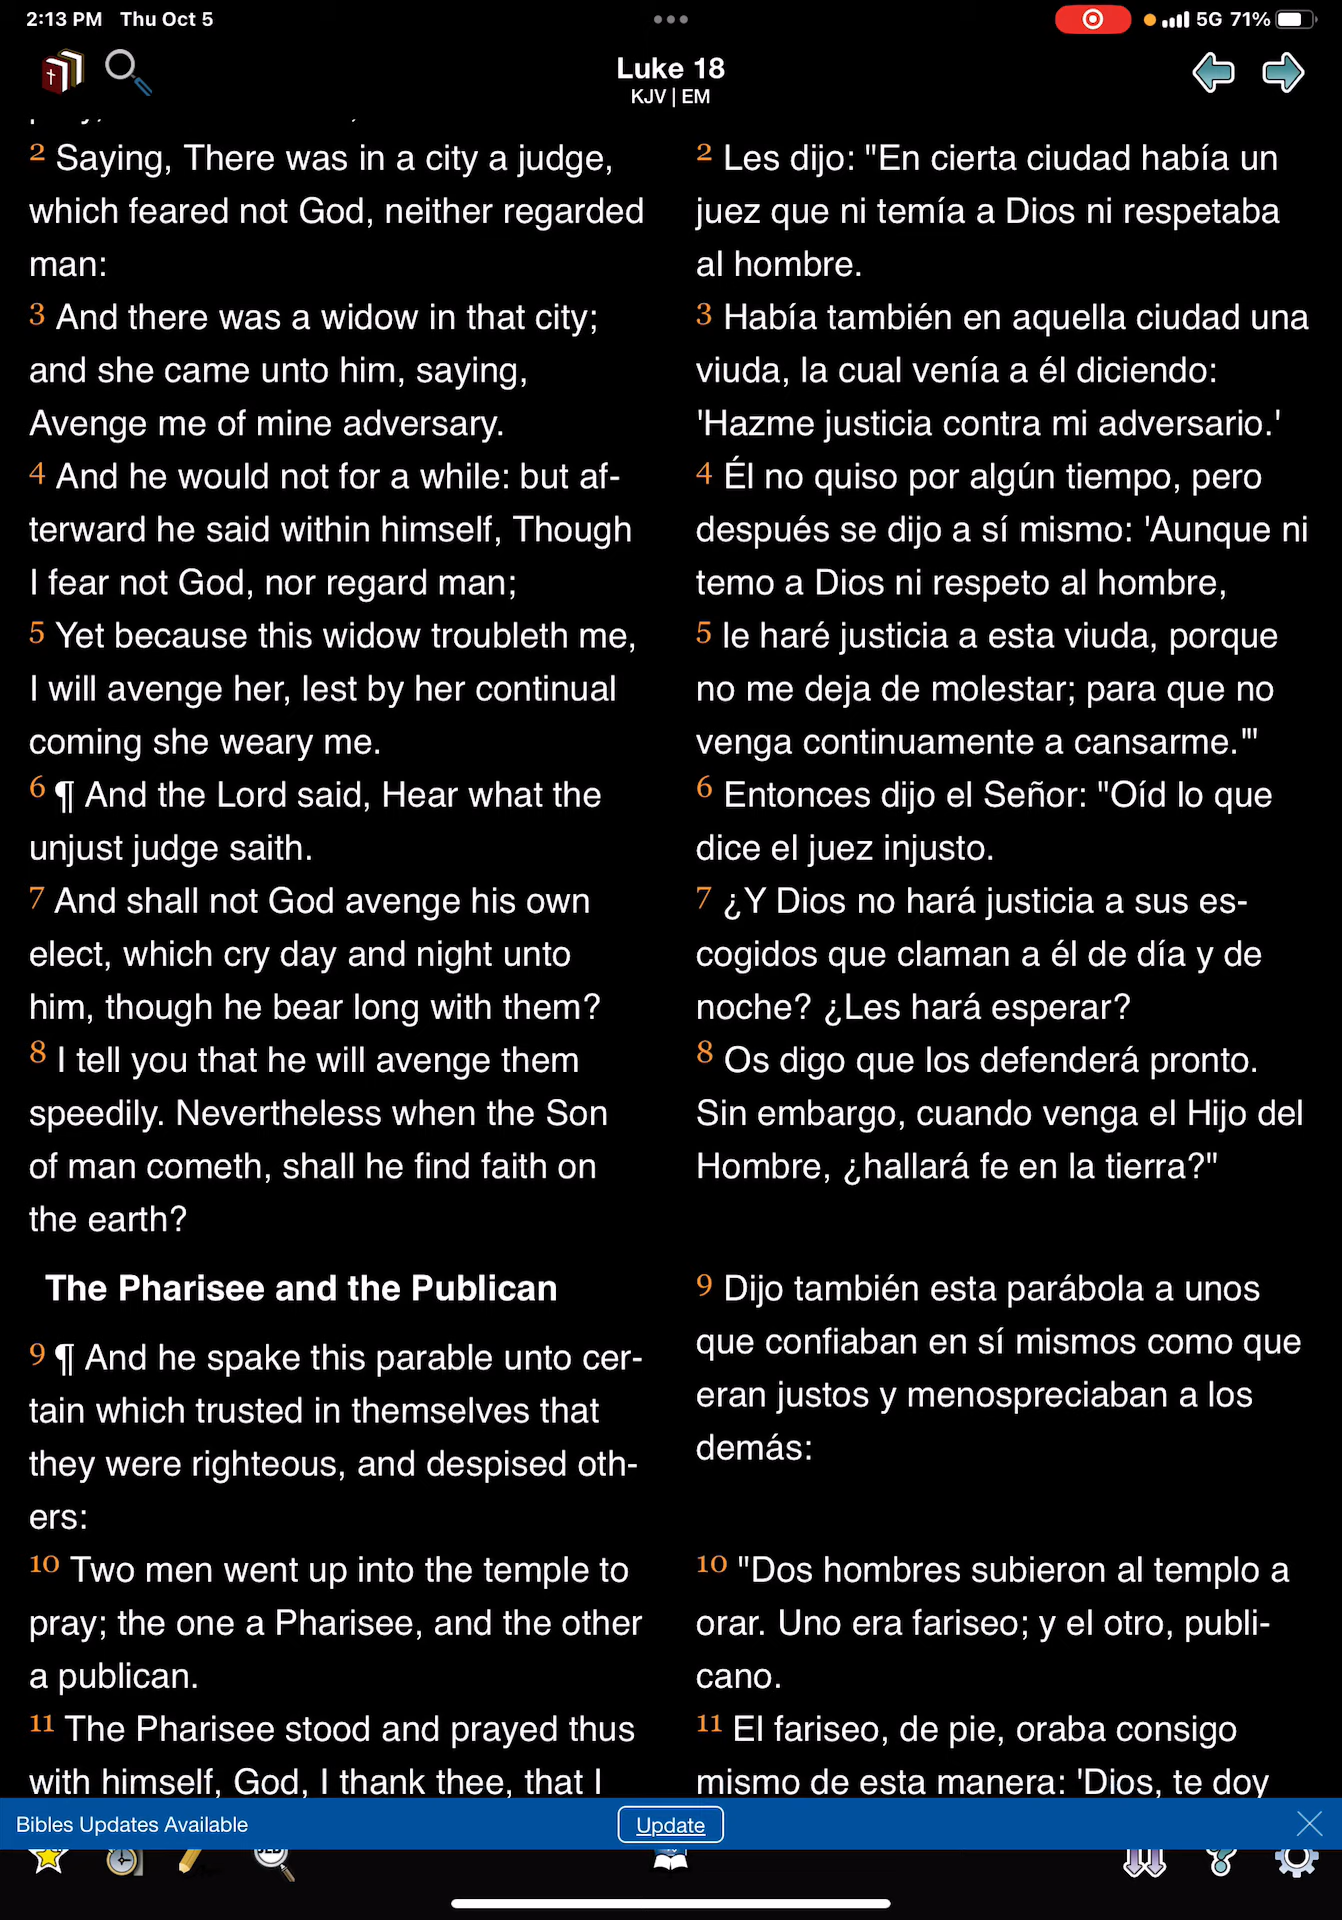 2:13 PM Thu Oct 5
5G 71%
Luke 18
KJV | EM
2 Saying, There was in a city a judge,
which feared not God, neither regarded
man:
3 And there was a widow in that city;
and she came unto him, saying,
Avenge me of mine adversary.
4 And he would not for a while: but af-
terward he said within himself, Though
I fear not God, nor regard man;
5 Yet because this widow troubleth me,
I will avenge her, lest by her continual
coming she weary me.
6 ¶ And the Lord said, Hear what the
unjust judge saith.
7 And shall not God avenge his own
elect, which cry day and night unto
him, though he bear long with them?
8 I tell you that he will avenge them
speedily. Nevertheless when the Son
of man cometh, shall he find faith on
the earth?
The Pharisee and the Publican
9 ¶ And he spake this parable unto cer-
tain which trusted in themselves that
they were righteous, and despised oth-
ers:
10 Two men went up into the temple to
pray; the one a Pharisee, and the other
a publican.
11 The Pharisee stood and prayed thus
with himself, God, I thank thee, that I
2 Les dijo: "En cierta ciudad había un
juez que ni temía a Dios ni respetaba
al hombre.
3 Había también en aquella ciudad una
viuda, la cual venía a él diciendo:
'Hazme justicia contra mi adversario.'
4 Él no quiso por algún tiempo, pero
después se dijo a sí mismo: 'Aunque ni
temo a Dios ni respeto al hombre,
5 le haré justicia a esta viuda, porque
no me deja de molestar; para que no
venga continuamente a cansarme.'"
6 Entonces dijo el Señor: "Oíd lo que
dice el juez injusto.
7 ¿Y Dios no hará justicia a sus es-
cogidos que claman a él de día y de
noche? ¿Les hará esperar?
8 Os digo que los defenderá pronto.
Sin embargo, cuando venga el Hijo del
Hombre, ¿hallará fe en la tierra?"
9 Dijo también esta parábola a unos
que confiaban en sí mismos como que
eran justos y menospreciaban a los
demás:
10 "Dos hombres subieron al templo a
orar. Uno era fariseo; y el otro, publi-
cano.
11 El fariseo, de pie, oraba consigo
mismo de esta manera: 'Dios, te doy
Bibles Updates Available
Update